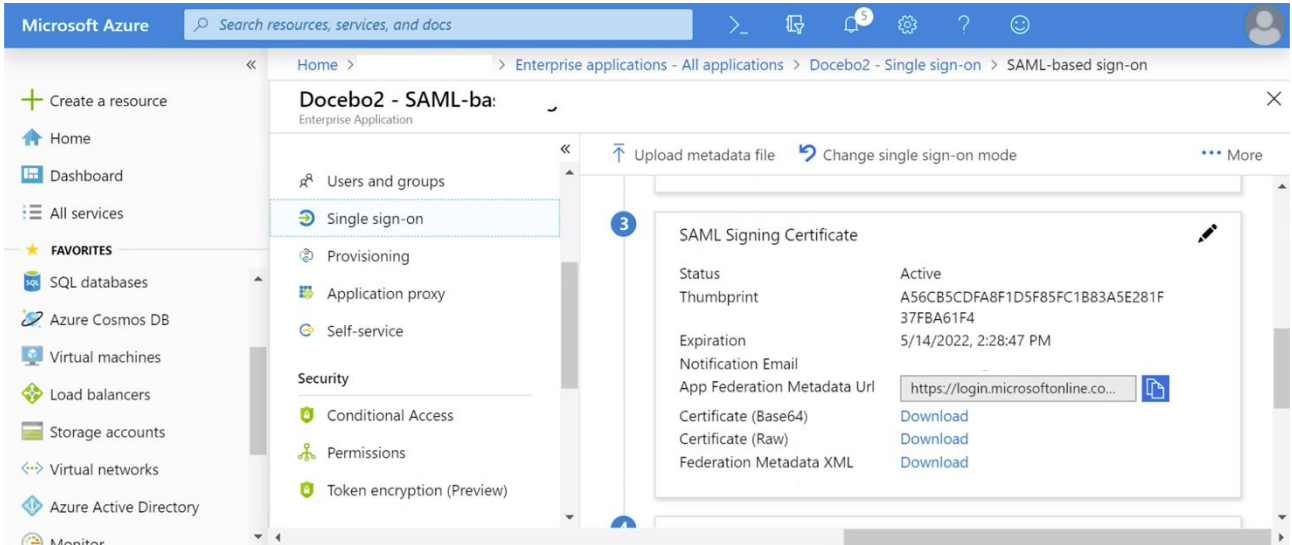 Microsoft Azure
Search resources, services, and docs
5
Home > > Enterprise applications - All applications > Docebo2 - Single sign-on > SAML-based sign-on
Create a resource
Home
Dashboard
All services
FAVORITES
SQL databases
Azure Cosmos DB
Virtual machines
Load balancers
Storage accounts
Virtual networks
Azure Active Directory
Monitor
Docebo2 - SAML-ba
Enterprise Application
Users and groups
Single sign-on
Provisioning
Application proxy
Self-service
Security
Conditional Access
Permissions
Token encryption (Preview)
Upload metadata file
Change single sign-on mode
More
3
SAML Signing Certificate
Status Active
Thumbprint A56CB5CDFA8F1D5F85FC1B83A5E281F
37FBA61F4
Expiration 5/14/2022, 2:28:47 PM
Notification Email
App Federation Metadata Url https://login.microsoftonline.co...
Certificate (Base64) Download
Certificate (Raw) Download
Federation Metadata XML Download
4